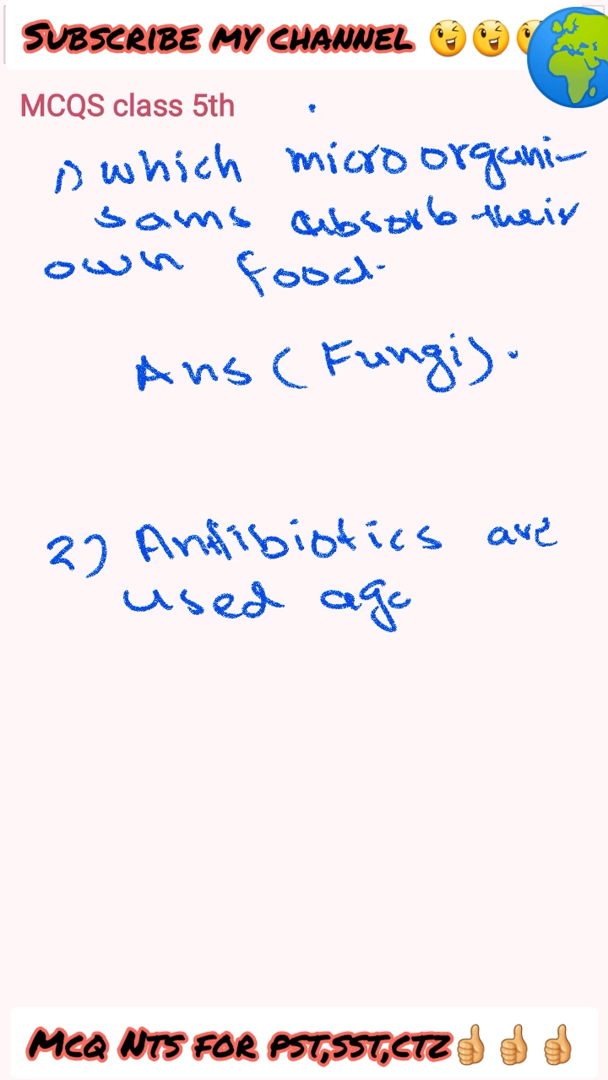 SUBSCRIBE MY CHANNEL 😉😉😉
MCQS class 5th
1) which microorgani-
sams absorb their
own food.
Ans (Fungi).
2) Antibiotics are
used aga
MCQ NTS FOR PST,SST,CTZ👍👍👍